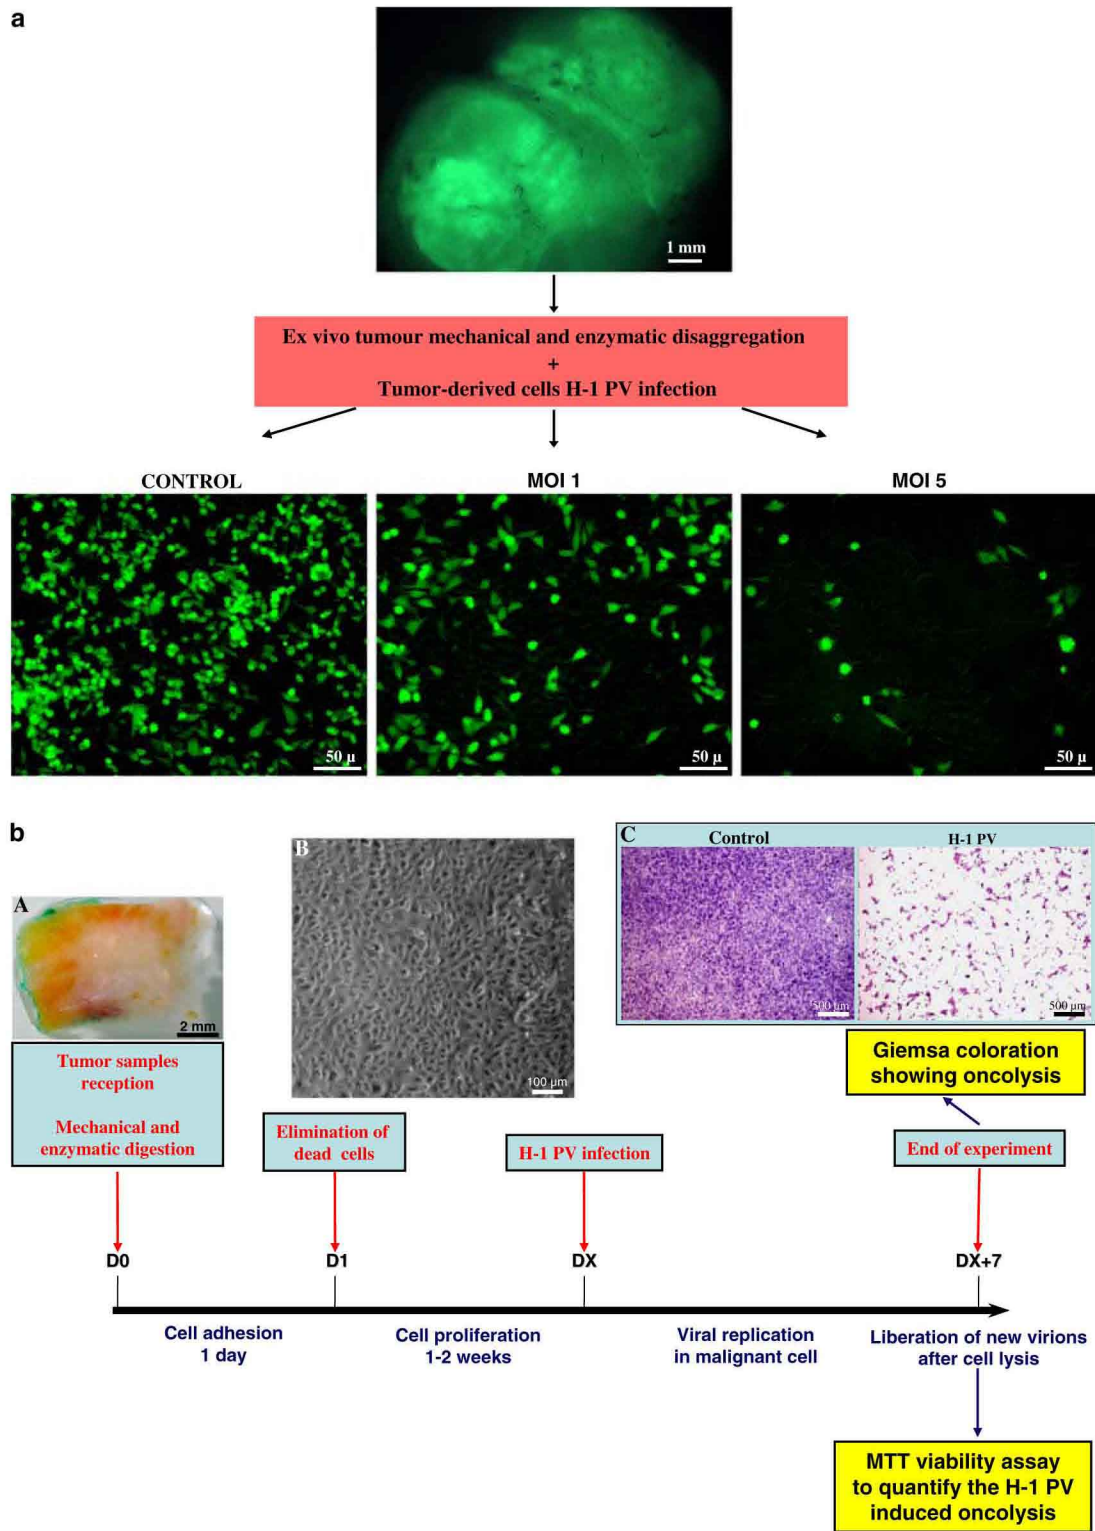 a
1 mm
Ex vivo tumour mechanical and enzymatic disaggregation
+
Tumor-derived cells H-1 PV infection
CONTROL
MOI 1
MOI 5
50 µ
50 µ
50 µ
b
A
2 mm
B
100 µm
C
Control
H-1 PV
500 µm
500 µm
Tumor samples
reception
Mechanical and
enzymatic digestion
Elimination of
dead cells
H-1 PV infection
Giemsa coloration
showing oncolysis
End of experiment
D0
D1
DX
DX+7
Cell adhesion
1 day
Cell proliferation
1-2 weeks
Viral replication
in malignant cell
Liberation of new virions
after cell lysis
MTT viability assay
to quantify the H-1 PV
induced oncolysis